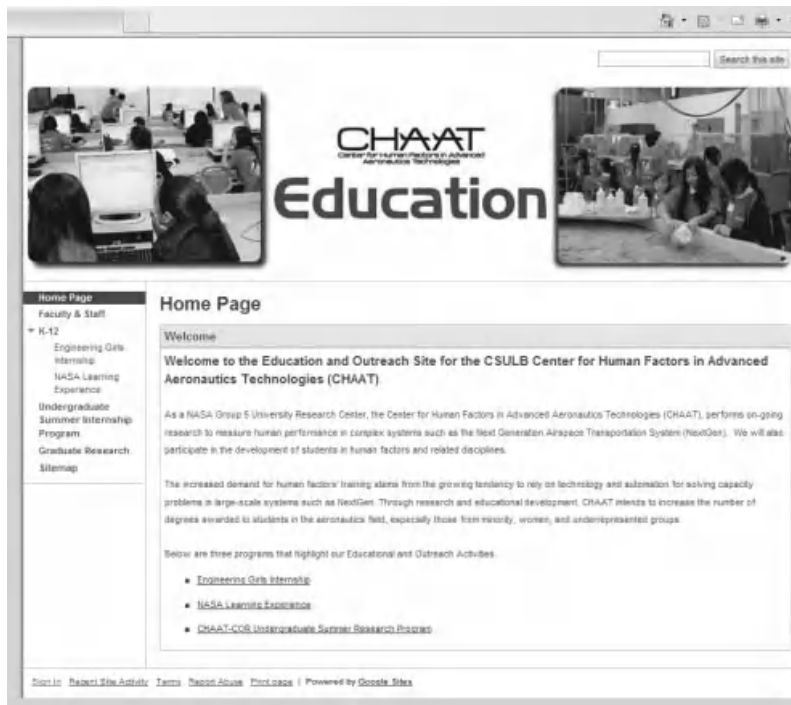 Search this site
CHAAT
Center for Human Factors in Advanced
Aeronautics Technologies
Education
Home Page
Faculty & Staff
K-12
Engineering Girls
Internship
NASA Learning
Experience
Undergraduate
Summer Internship
Program
Graduate Research
Sitemap
Home Page
Welcome
Welcome to the Education and Outreach Site for the CSULB Center for Human Factors in Advanced
Aeronautics Technologies (CHAAT)
As a NASA Group 5 University Research Center, the Center for Human Factors in Advanced Aeronautics Technologies (CHAAT), performs on-going
research to measure human performance in complex systems such as the Next Generation Airspace Transportation System (NextGen). We will also
participate in the development of students in human factors and related disciplines.
The increased demand for human factors' training stems from the growing tendency to rely on technology and automation for solving capacity
problems in large-scale systems such as NextGen. Through research and educational development, CHAAT intends to increase the number of
degrees awarded to students in the aeronautics field, especially those from minority, women, and underrepresented groups.
Below are three programs that highlight our Educational and Outreach Activities.
Engineering Girls Internship
NASA Learning Experience
CHAAT-COR Undergraduate Summer Research Program
Sign in Recent Site Activity Terms Report Abuse Print page | Powered by Google Sites